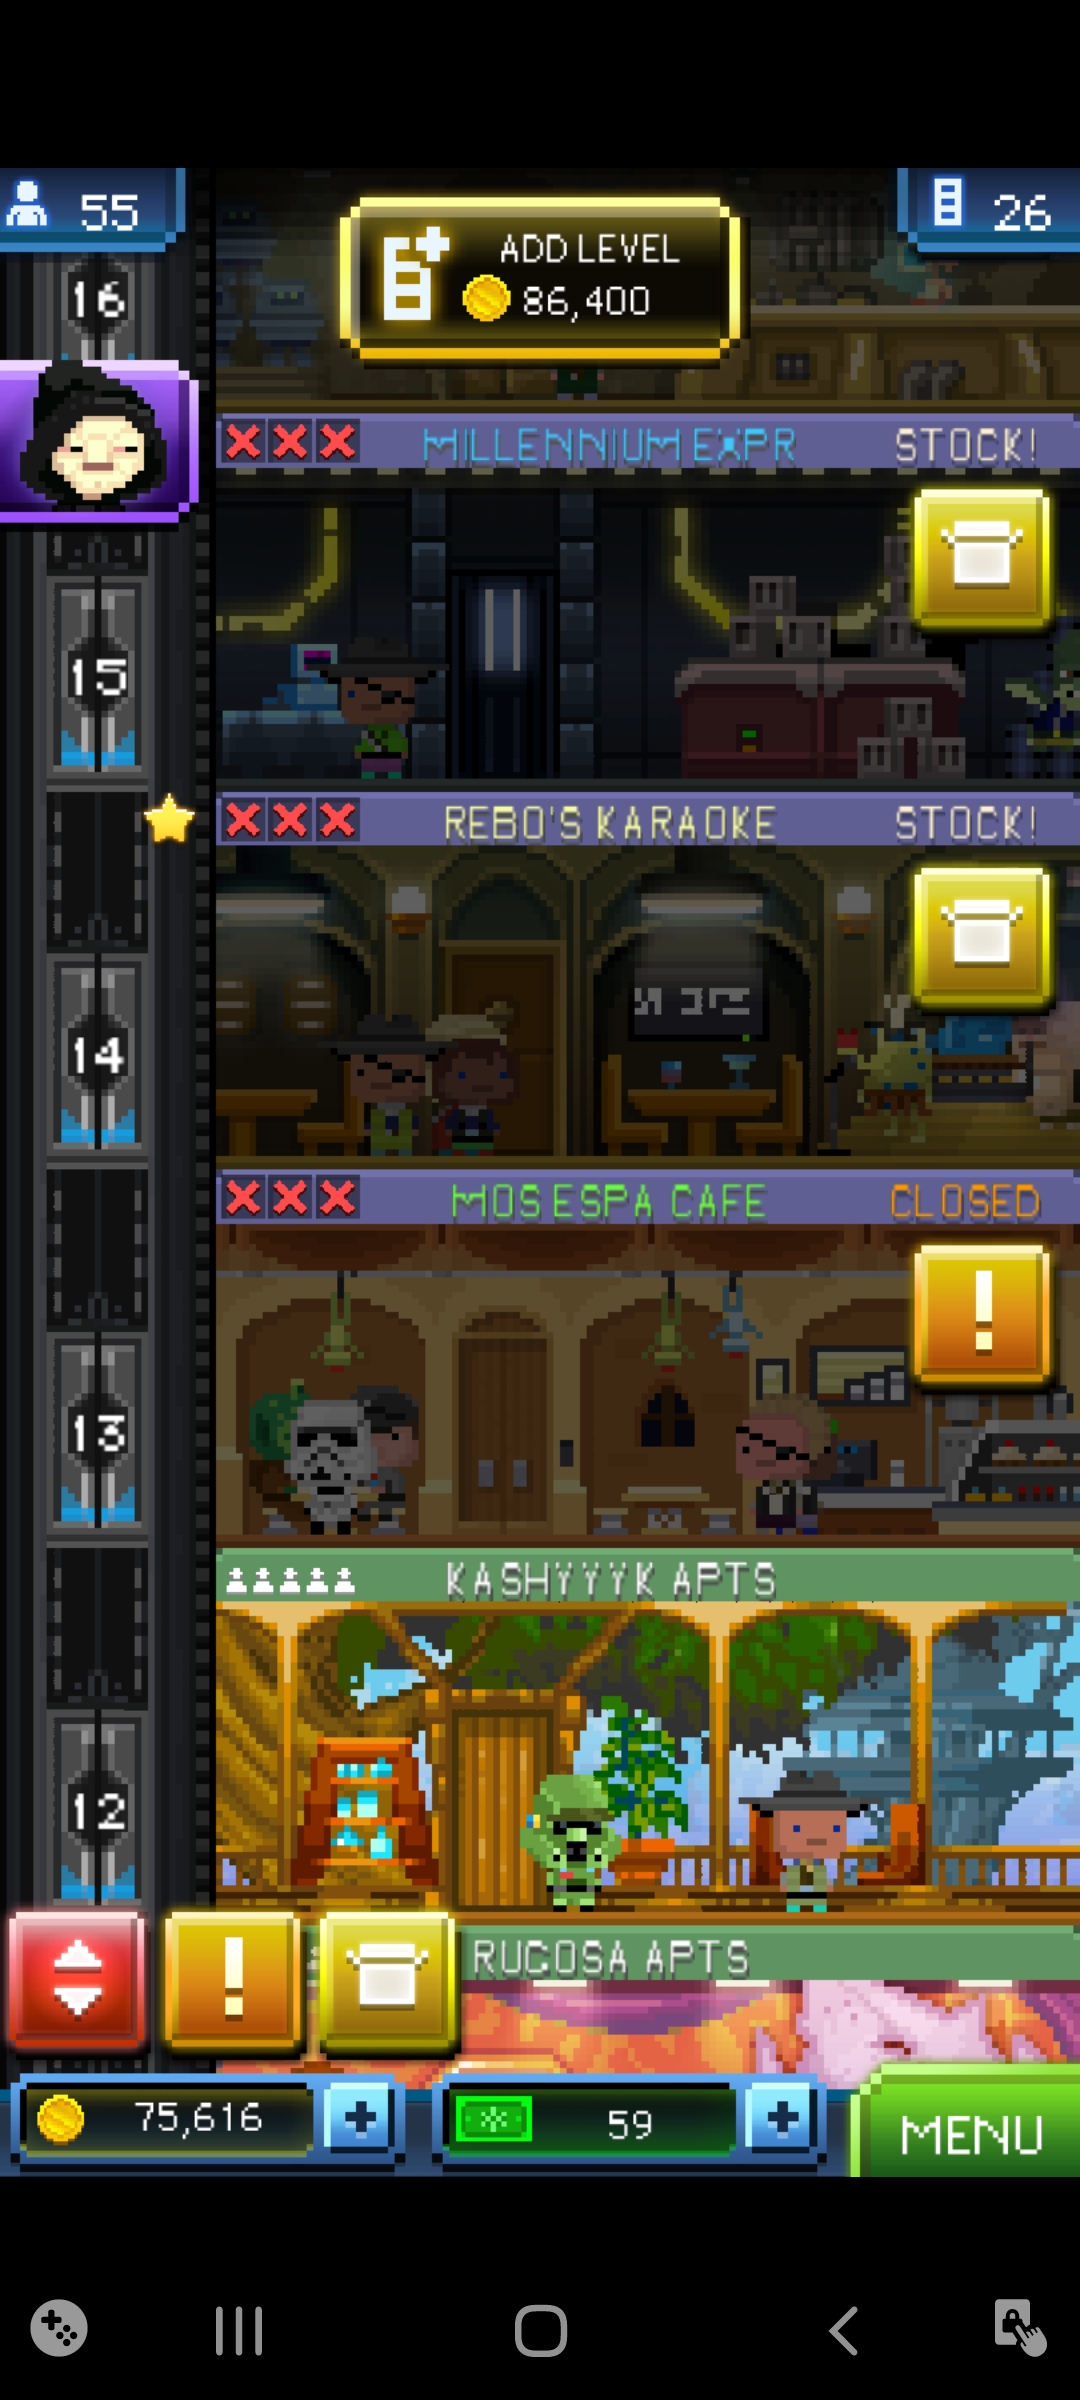 55
ADD LEVEL
86,400
26
16
MILLENNIUM EXPR
STOCK!
15
REBO'S KARAOKE
STOCK!
14
MOS ESPA CAFE
CLOSED
!
13
KASHYYYK APTS
12
!
RUCOSA APTS
75,616
+
59
+
MENU